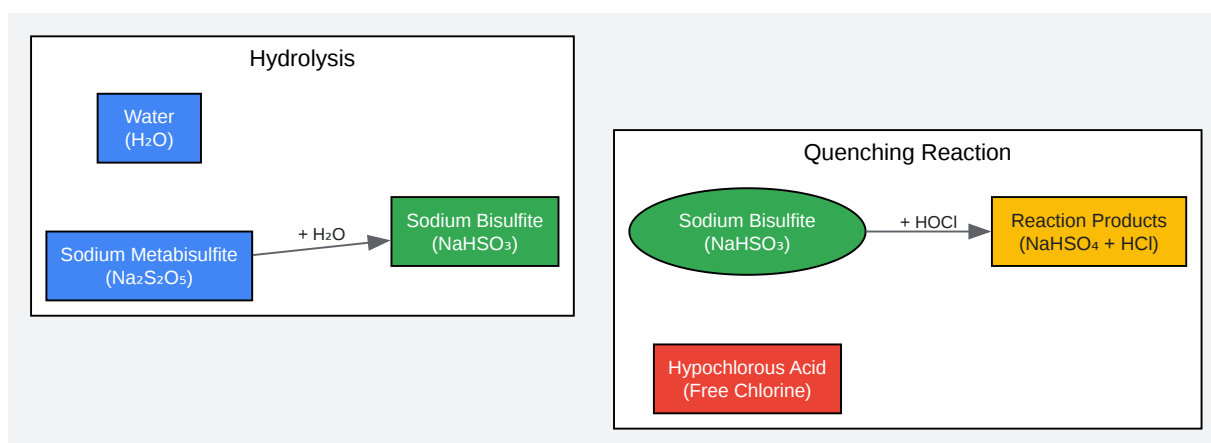 Hydrolysis
Water
(H₂O)
Sodium Metabisulfite
(Na₂S₂O₅)
+ H₂O
Sodium Bisulfite
(NaHSO₃)
Quenching Reaction
Sodium Bisulfite
(NaHSO₃)
+ HOCl
Reaction Products
(NaHSO₄ + HCl)
Hypochlorous Acid
(Free Chlorine)